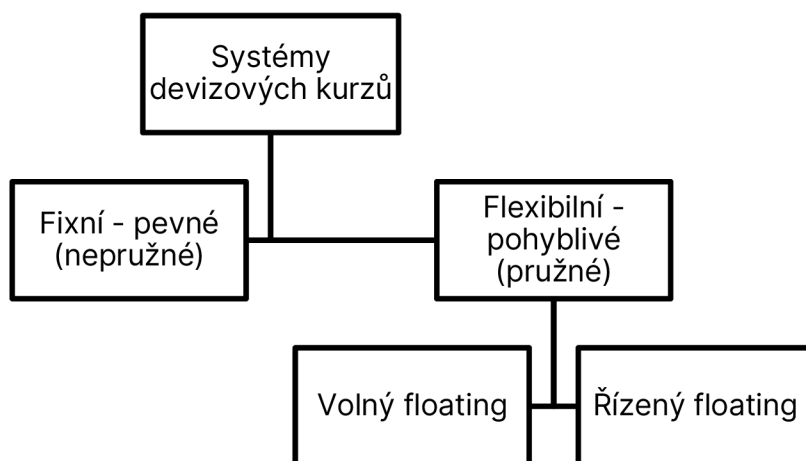 Systémy
devizových kurzů
Fixní - pevné
(nepružné)
Flexibilní -
pohyblivé
(pružné)
Volný floating
Řízený floating